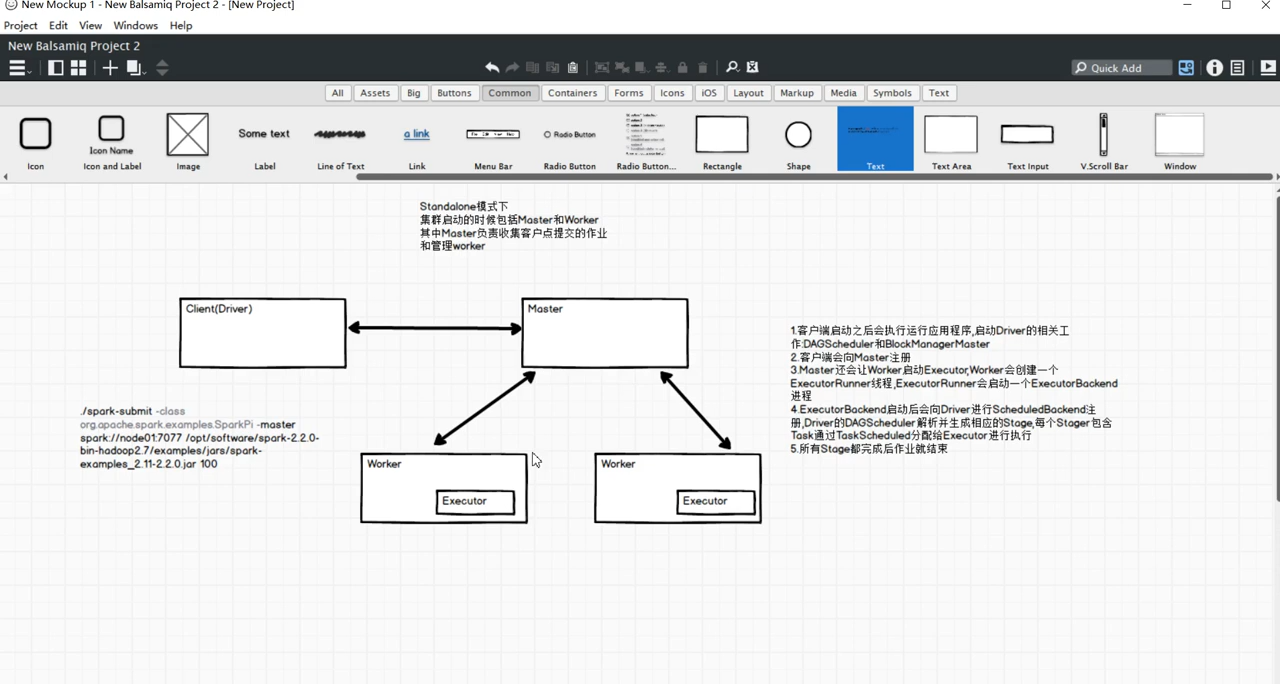 New Mockup 1 - New Balsamiq Project 2 - [New Project]
Project Edit View Windows Help
New Balsamiq Project 2
Quick Add
All Assets Big Buttons Common Containers Forms Icons iOS Layout Markup Media Symbols Text
Icon Name
Some text
a link
Radio Button
Icon Icon and Label Image Label Line of Text Link Menu Bar Radio Button Radio Button... Rectangle Shape Text Text Area Text Input V.Scroll Bar Window
Standalone模式下
集群启动的时候包括Master和Worker
其中Master负责收集客户点提交的作业
和管理worker
Client(Driver)
Master
1.客户端启动之后会执行运行应用程序,启动Driver的相关工
作:DAGScheduler和BlockManagerMaster
2.客户端会向Master注册
3.Master还会让Worker,启动Executor,Worker会创建一个
ExecutorRunner线程,ExecutorRunner会启动一个ExecutorBackend
进程
4.ExecutorBackend启动后会向Driver进行ScheduledBackend注
册,Driver的DAGScheduler解析并生成相应的Stage,每个Stager包含
Task通过TaskScheduled分配给Executor进行执行
5.所有Stage都完成后作业就结束
./spark-submit -class
org.apache.spark.examples.SparkPi -master
spark://node01:7077 /opt/software/spark-2.2.0-
bin-hadoop2.7/examples/jars/spark-
examples_2.11-2.2.0.jar 100
Worker
Executor
Worker
Executor